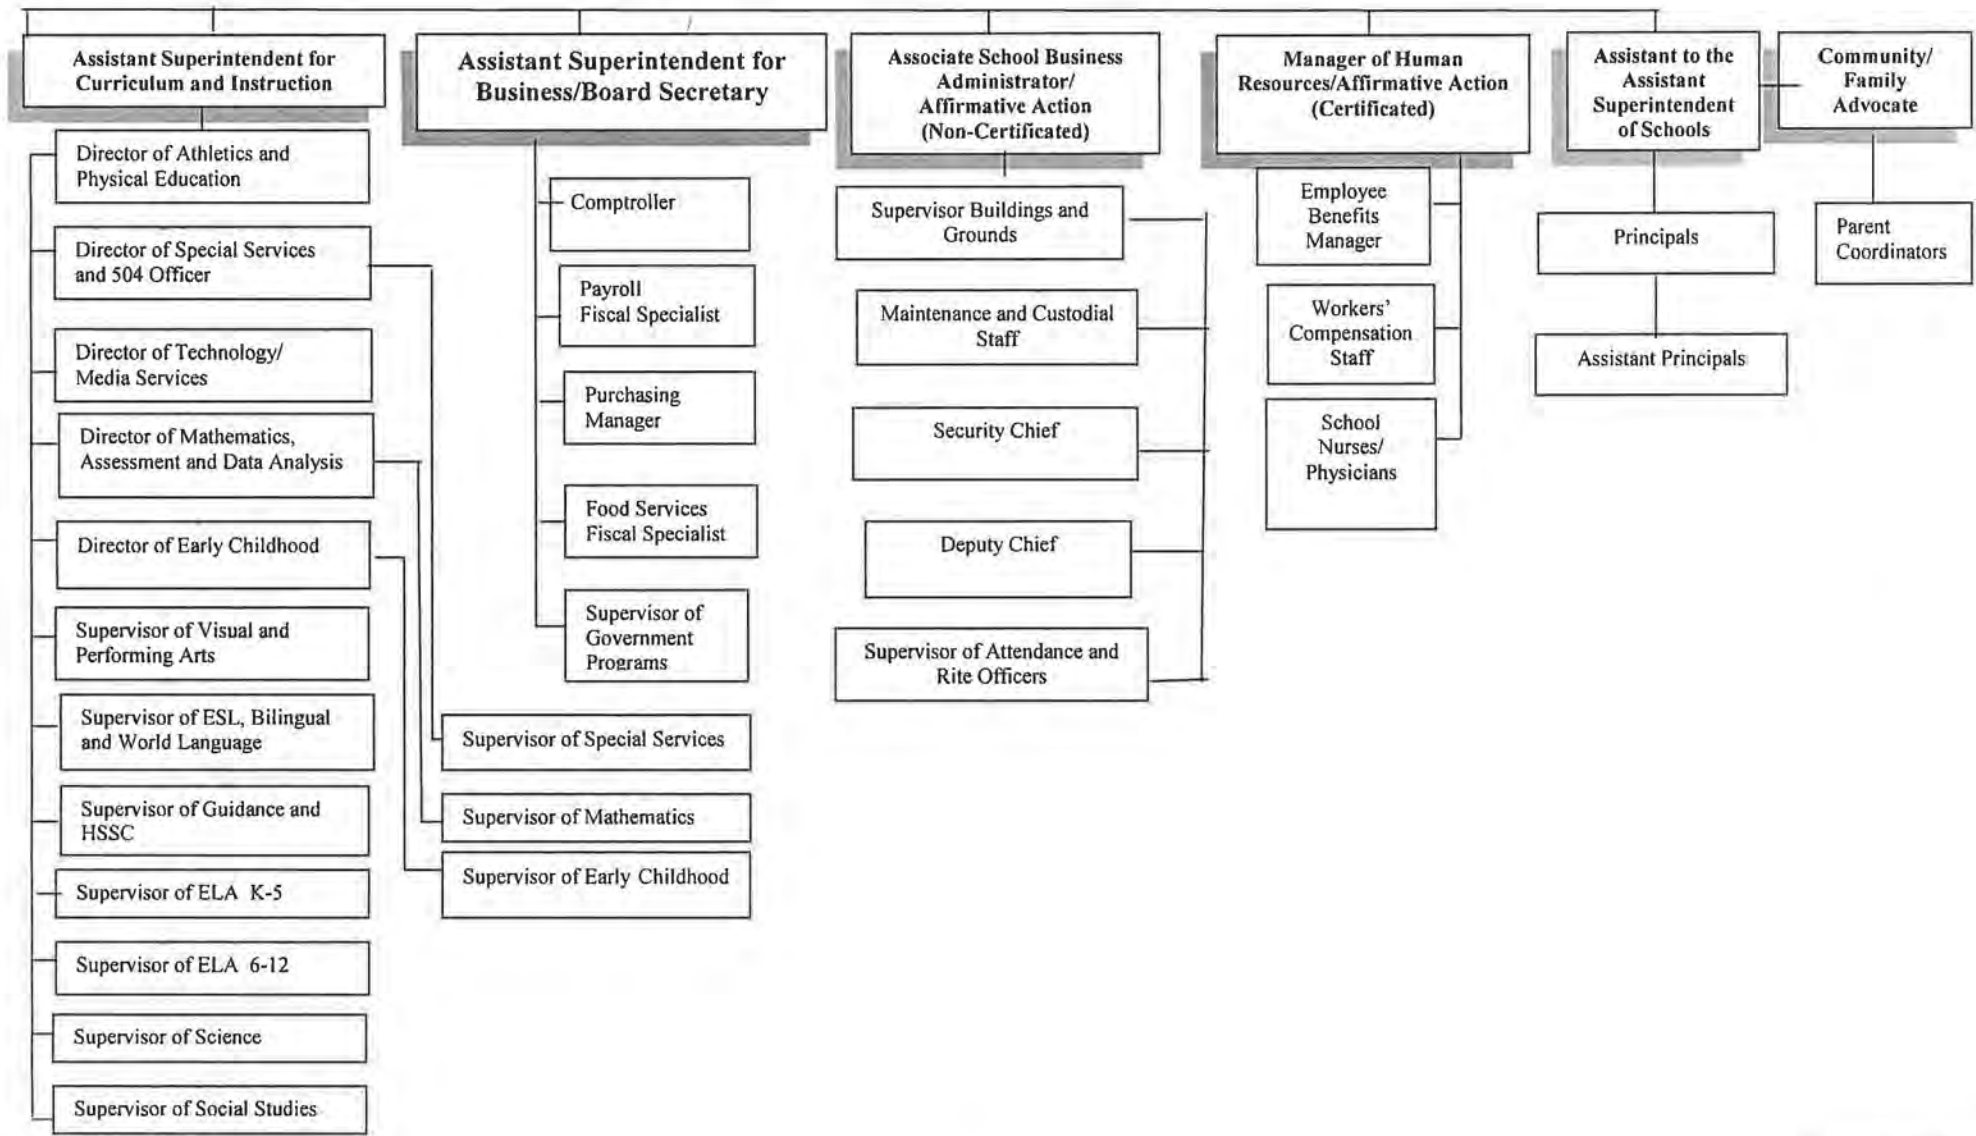 Assistant Superintendent for
Curriculum and Instruction
Director of Athletics and
Physical Education
Director of Special Services
and 504 Officer
Director of Technology/
Media Services
Director of Mathematics,
Assessment and Data Analysis
Director of Early Childhood
Supervisor of Visual and
Performing Arts
Supervisor of ESL, Bilingual
and World Language
Supervisor of Guidance and
HSSC
Supervisor of ELA K-5
Supervisor of ELA 6-12
Supervisor of Science
Supervisor of Social Studies
Assistant Superintendent for
Business/Board Secretary
Comptroller
Payroll
Fiscal Specialist
Purchasing
Manager
Food Services
Fiscal Specialist
Supervisor of
Government
Programs
Supervisor of Special Services
Supervisor of Mathematics
Supervisor of Early Childhood
Associate School Business
Administrator/
Affirmative Action
(Non-Certificated)
Supervisor Buildings and
Grounds
Maintenance and Custodial
Staff
Security Chief
Deputy Chief
Supervisor of Attendance and
Rite Officers
Manager of Human
Resources/Affirmative Action
(Certificated)
Employee
Benefits
Manager
Workers’
Compensation
Staff
School
Nurses/
Physicians
Assistant to the
Assistant
Superintendent
of Schools
Principals
Assistant Principals
Community/
Family
Advocate
Parent
Coordinators